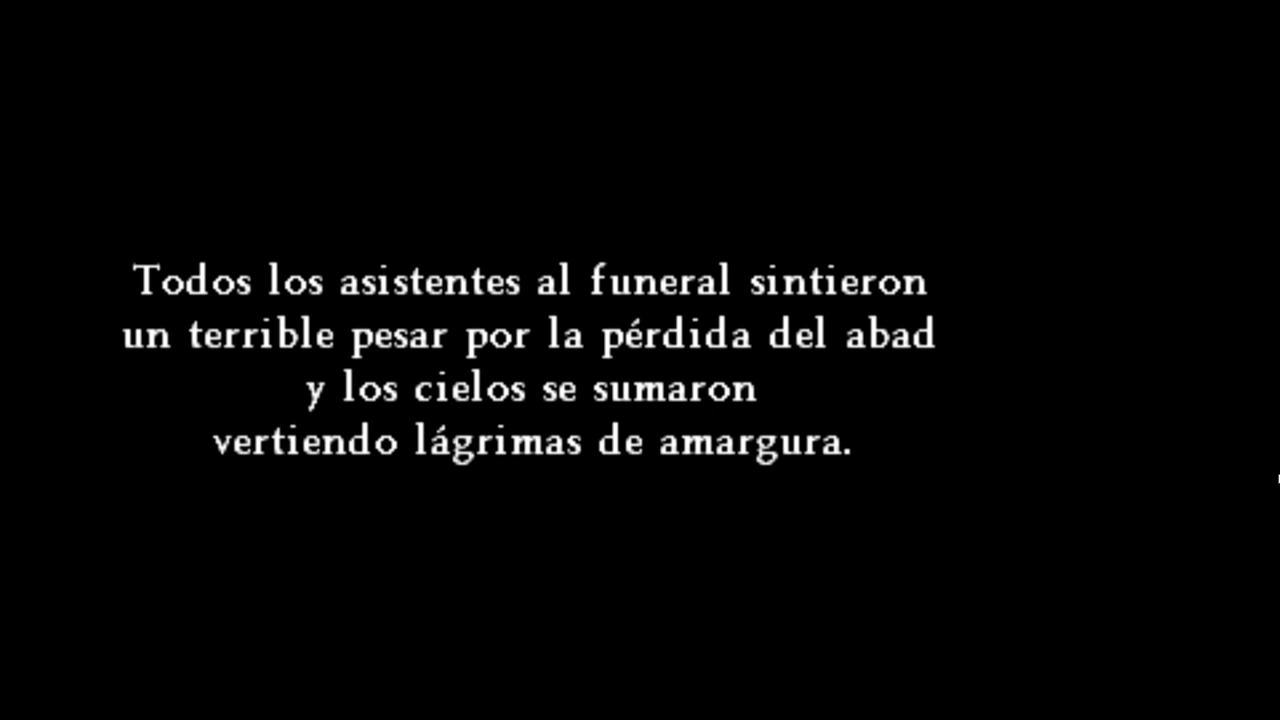 Todos los asistentes al funeral sintieron
un terrible pesar por la pérdida del abad
y los cielos se sumaron
vertiendo lágrimas de amargura.